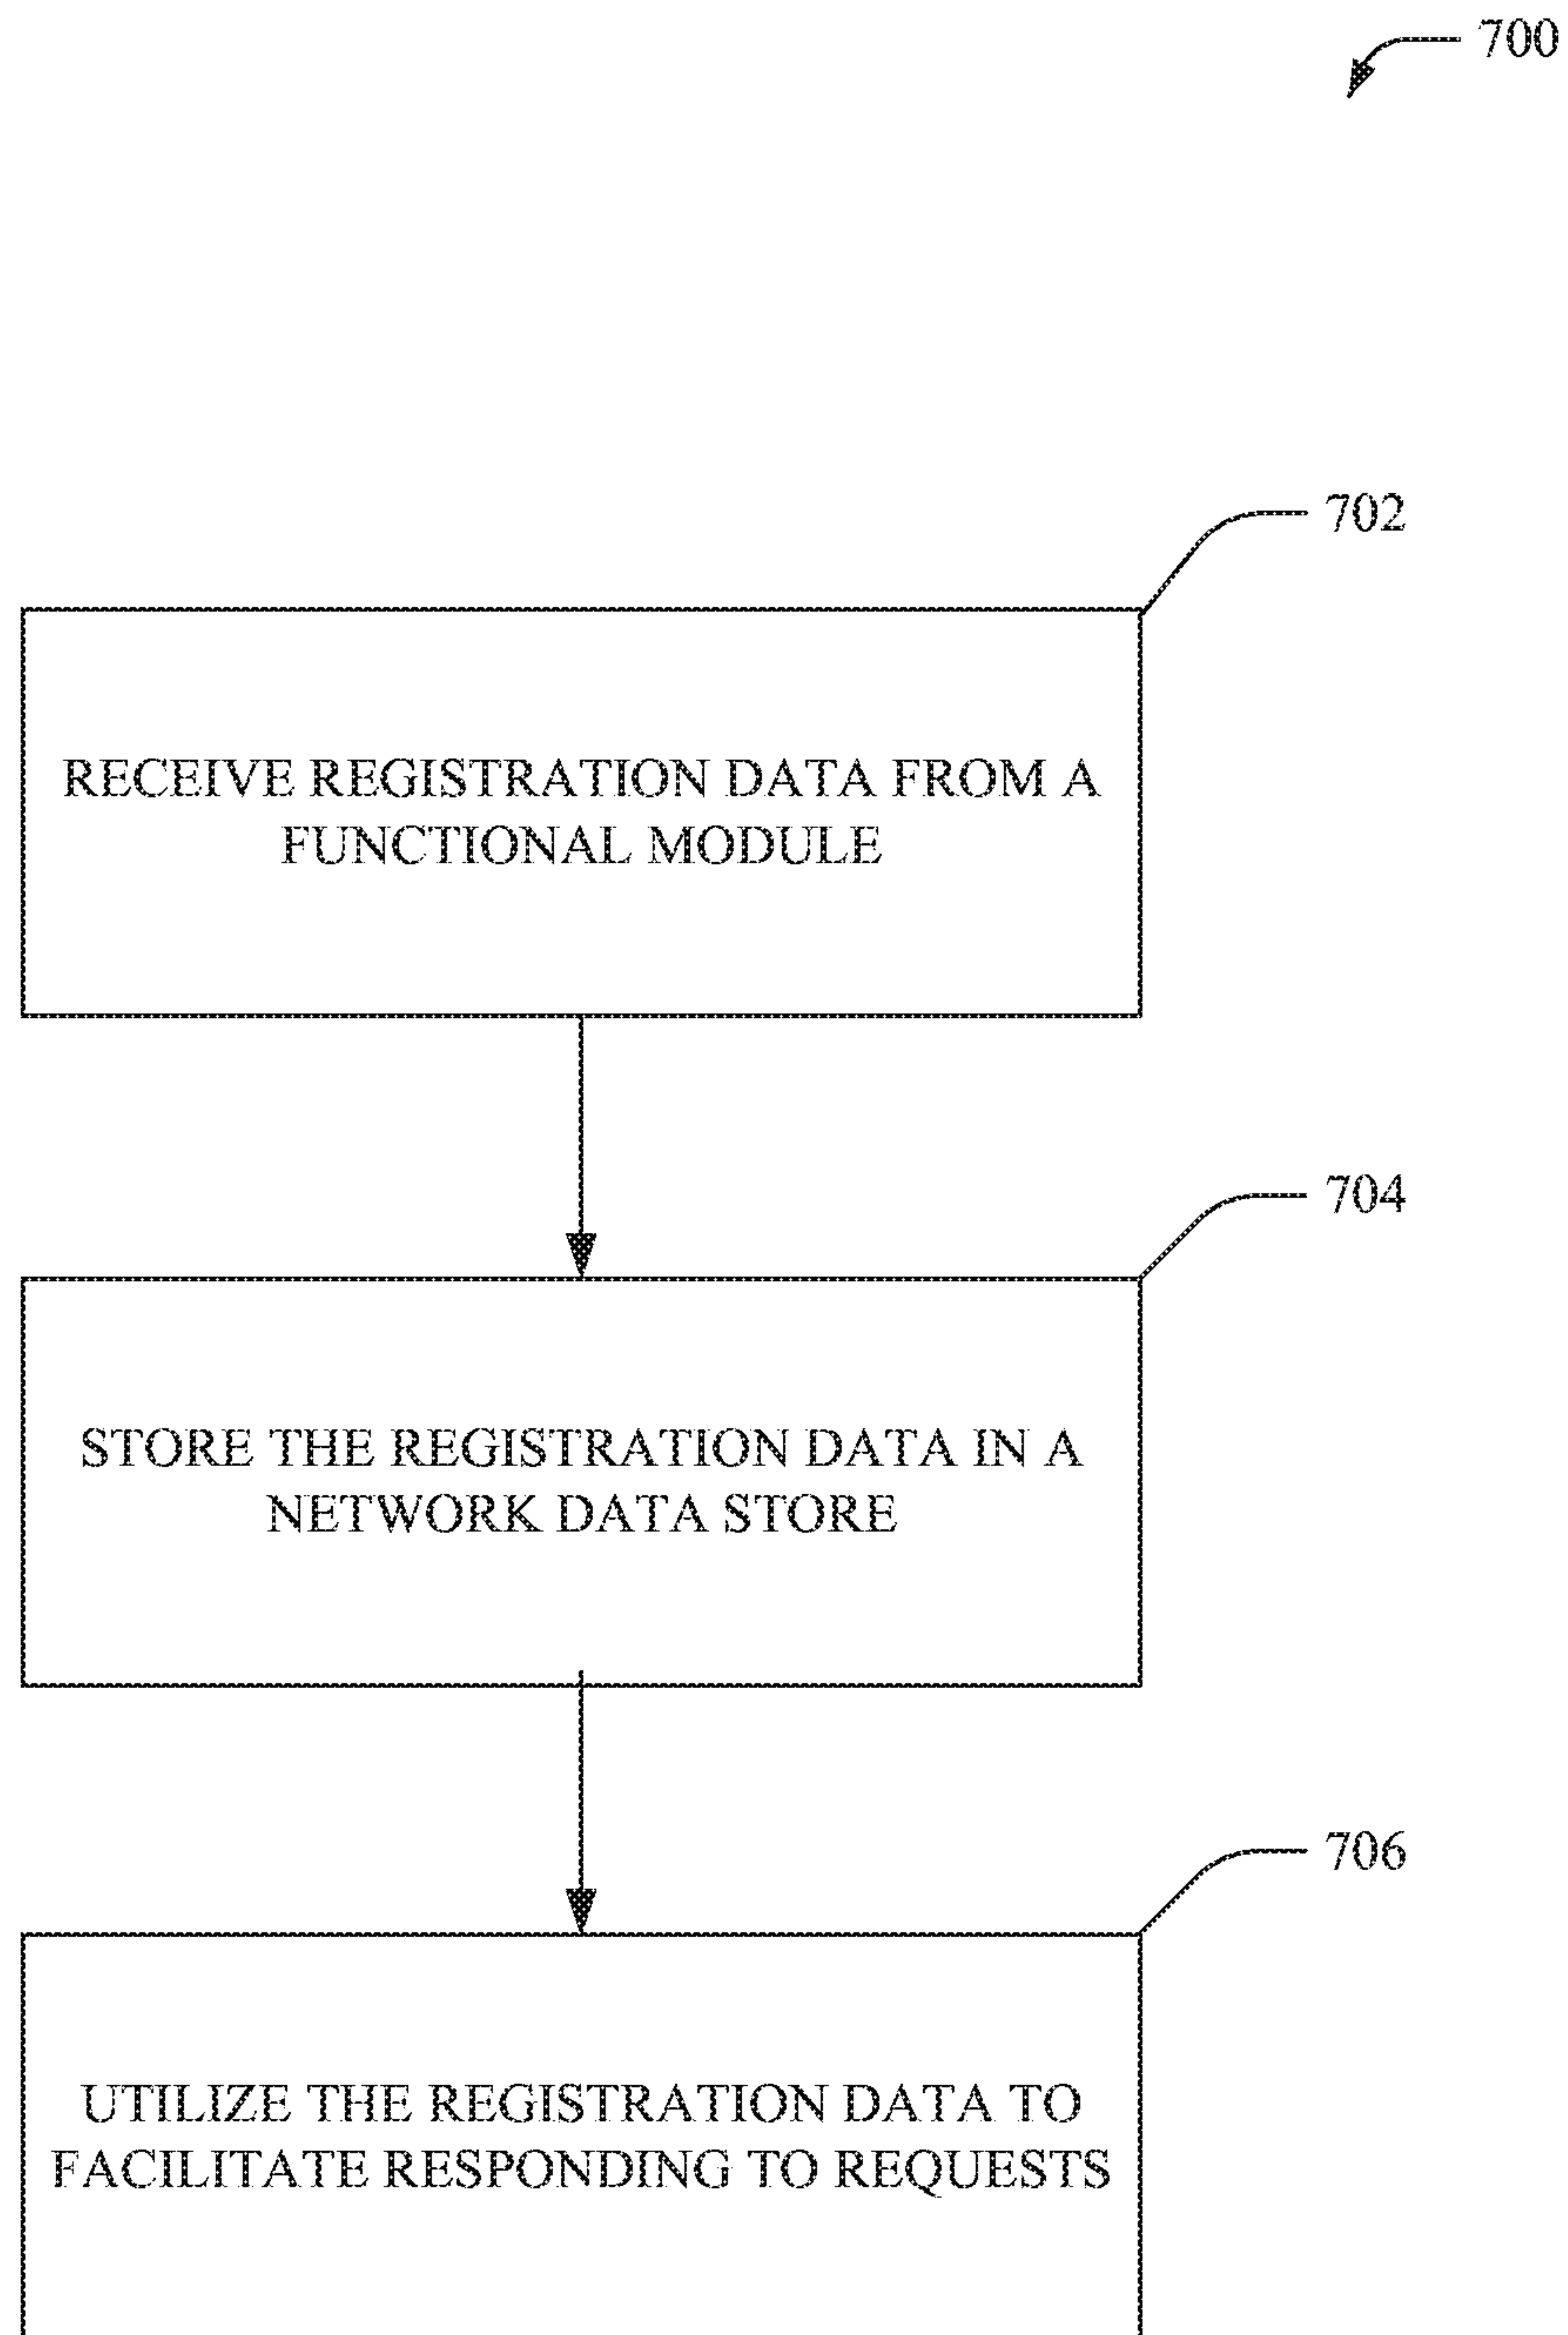 700
702
RECEIVE REGISTRATION DATA FROM A
FUNCTIONAL MODULE
704
STORE THE REGISTRATION DATA IN A
NETWORK DATA STORE
706
UTILIZE THE REGISTRATION DATA TO
FACILITATE RESPONDING TO REQUESTS